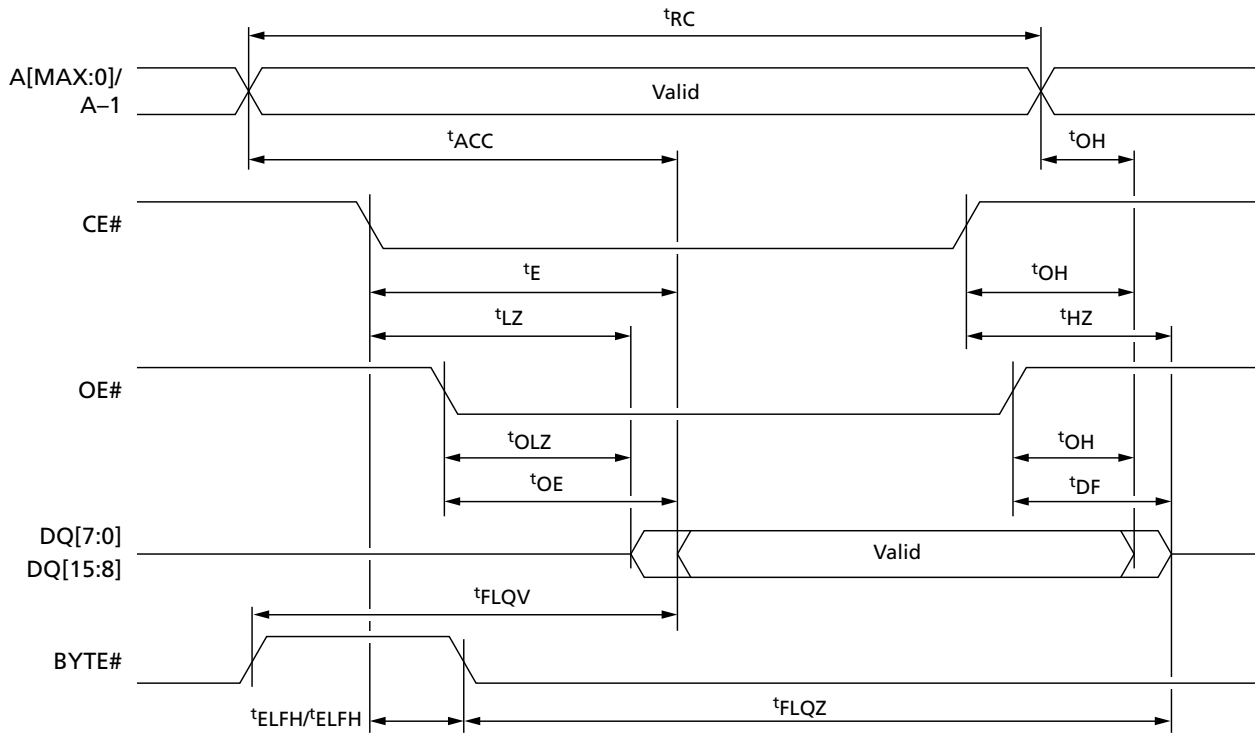 tRC
A[MAX:0]/
A–1
Valid
tACC
tOH
CE#
tE
tOH
tLZ
tHZ
OE#
tOLZ
tOH
tOE
tDF
DQ[7:0]
DQ[15:8]
Valid
tFLQV
BYTE#
tELFH/tELFH
tFLQZ